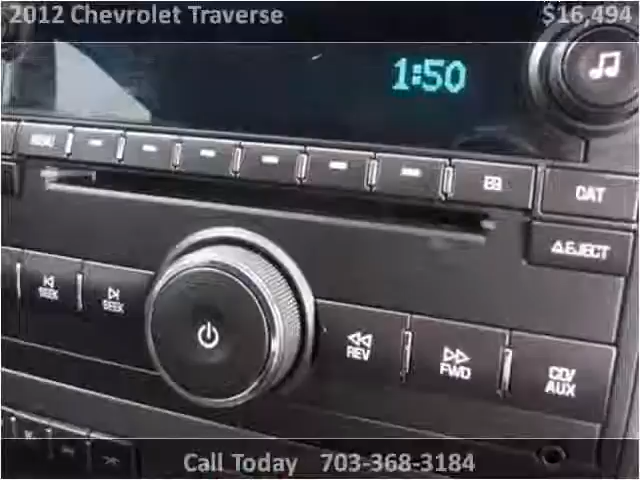 2012 Chevrolet Traverse $16,494
1:50
MENU
CAT
EJECT
SEEK SEEK
REV FWD CD/
AUX
Call Today 703-368-3184